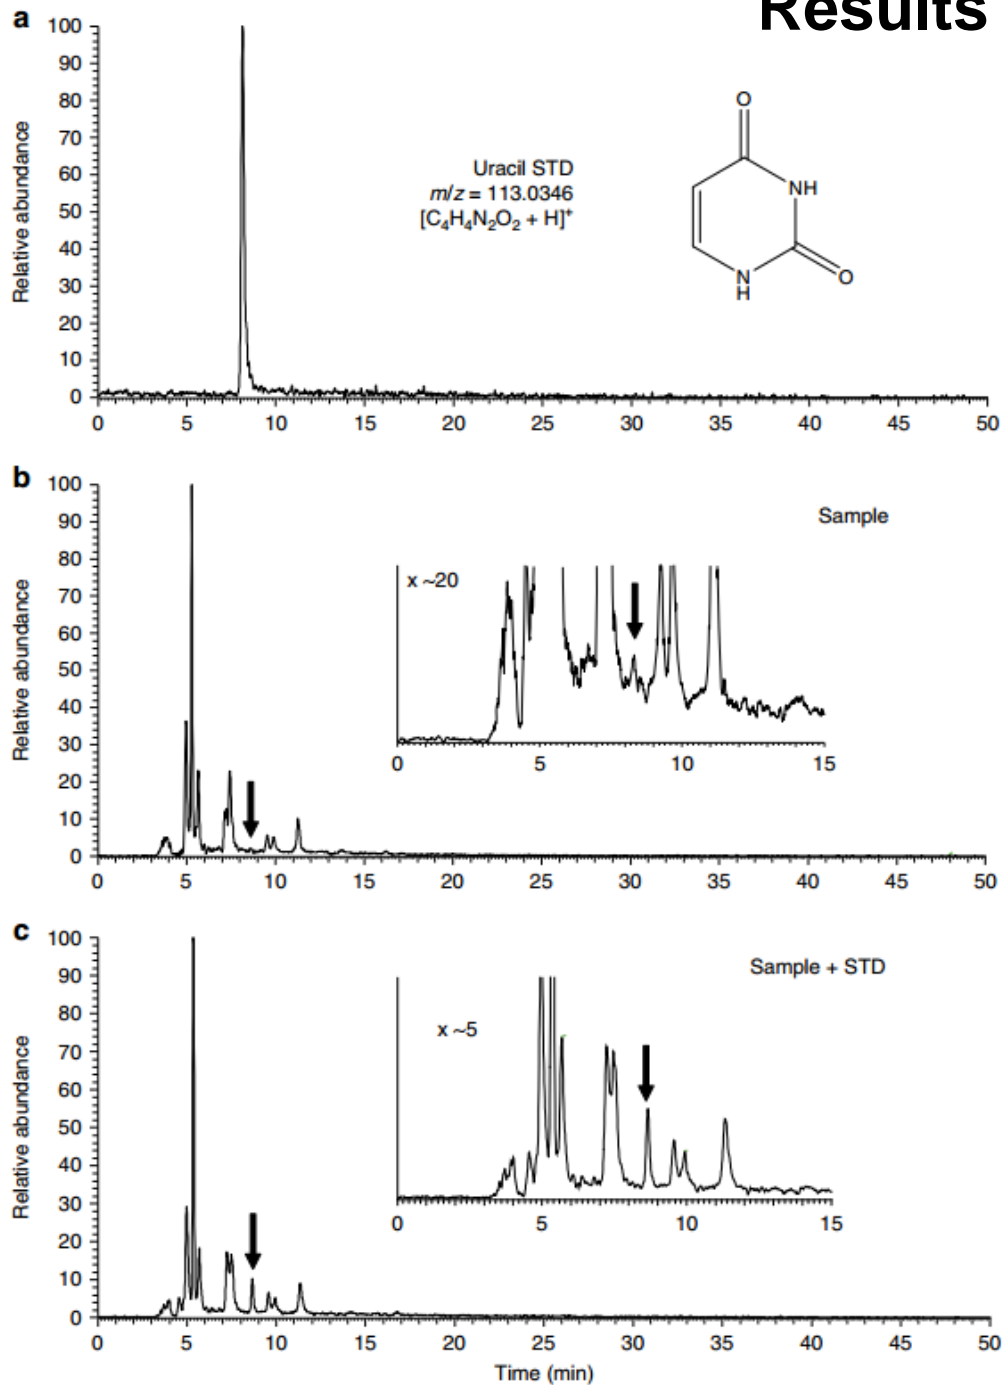 Results
a
100
90
80
70
60
50
40
30
20
10
0
Relative abundance
Uracil STD
m/z = 113.0346
[C₄H₄N₂O₂ + H]⁺
O
NH
O
N
H
0 5 10 15 20 25 30 35 40 45 50
b
100
90
80
70
60
50
40
30
20
10
0
Relative abundance
Sample
x ~20
0 5 10 15
0 5 10 15 20 25 30 35 40 45 50
c
100
90
80
70
60
50
40
30
20
10
0
Relative abundance
Sample + STD
x ~5
0 5 10 15
0 5 10 15 20 25 30 35 40 45 50
Time (min)